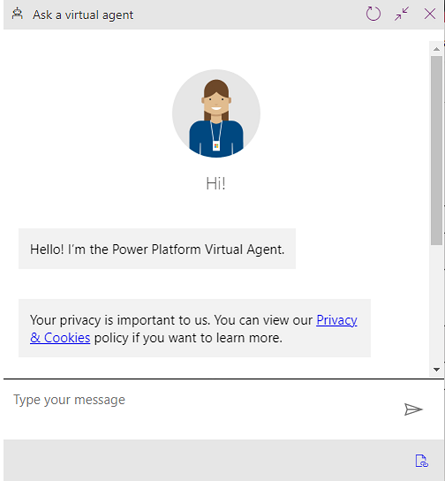 Ask a virtual agent
Hi!
Hello! I'm the Power Platform Virtual Agent.
Your privacy is important to us. You can view our Privacy
& Cookies policy if you want to learn more.
Type your message